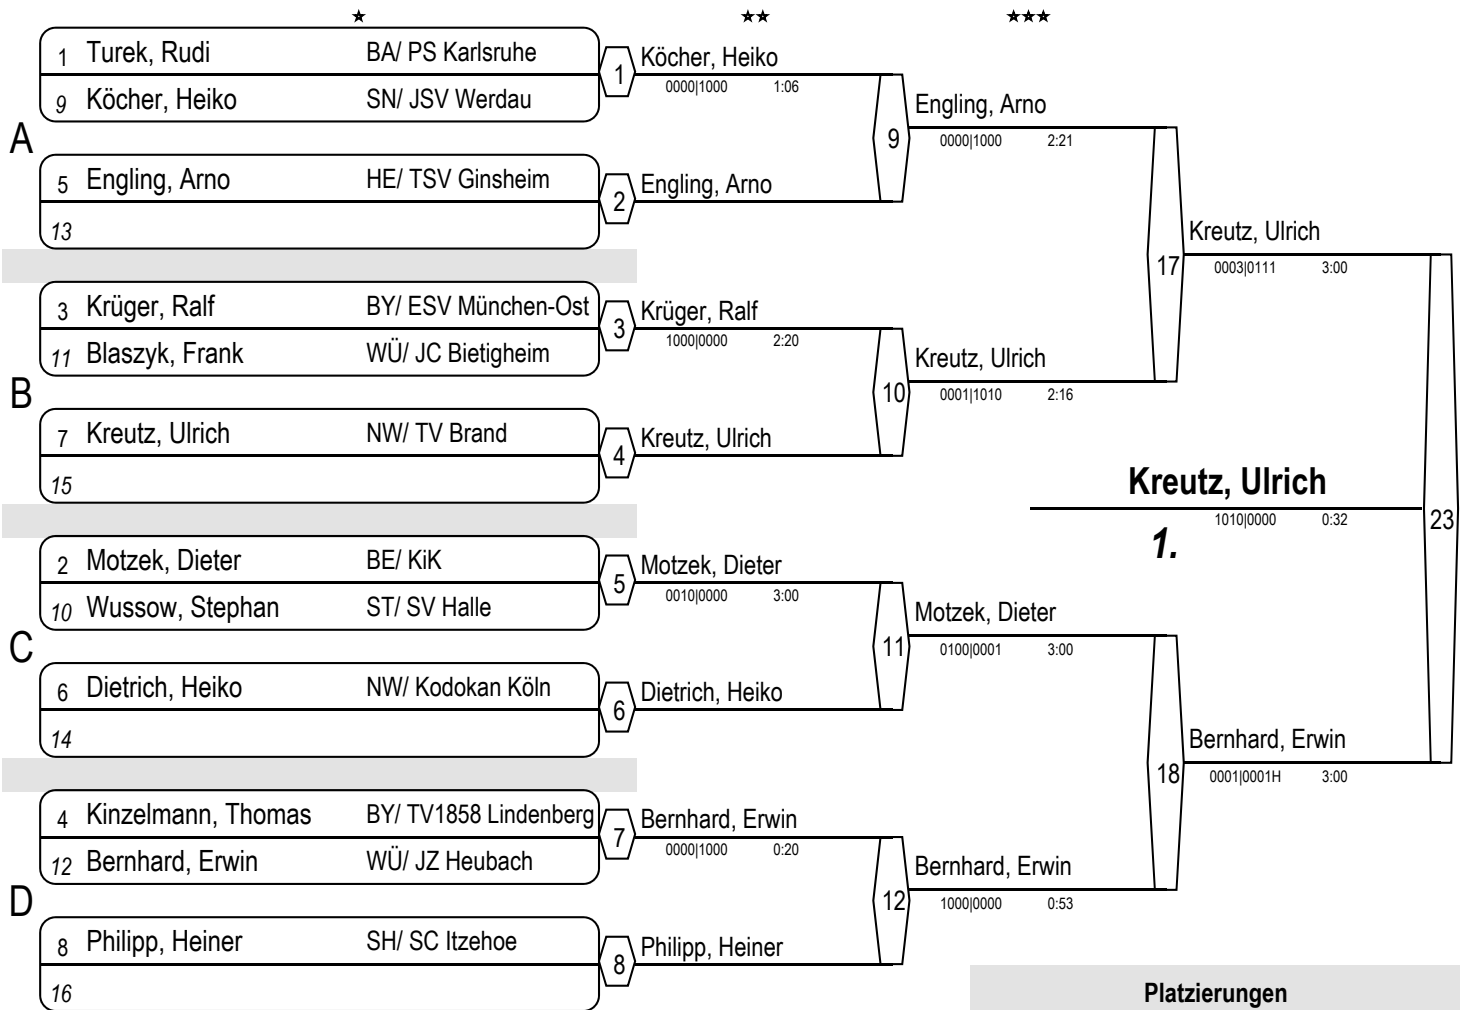 1 Turek, Rudi BA/ PS Karlsruhe
9 Köcher, Heiko SN/ JSV Werdau
A
5 Engling, Arno HE/ TSV Ginsheim
13
3 Krüger, Ralf BY/ ESV München-Ost
11 Blaszyk, Frank WÜ/ JC Bietigheim
B
7 Kreutz, Ulrich NW/ TV Brand
15
2 Motzek, Dieter BE/ KiK
10 Wussow, Stephan ST/ SV Halle
C
6 Dietrich, Heiko NW/ Kodokan Köln
14
4 Kinzelmann, Thomas BY/ TV1858 Lindenberg
12 Bernhard, Erwin WÜ/ JZ Heubach
D
8 Philipp, Heiner SH/ SC Itzehoe
16
1 Köcher, Heiko
0000|1000 1:06
2 Engling, Arno
3 Krüger, Ralf
1000|0000 2:20
4 Kreutz, Ulrich
5 Motzek, Dieter
0010|0000 3:00
6 Dietrich, Heiko
7 Bernhard, Erwin
0000|1000 0:20
8 Philipp, Heiner
9 Engling, Arno
0000|1000 2:21
10 Kreutz, Ulrich
0001|1010 2:16
11 Motzek, Dieter
0100|0001 3:00
12 Bernhard, Erwin
1000|0000 0:53
17 Kreutz, Ulrich
0003|0111 3:00
18 Bernhard, Erwin
0001|0001H 3:00
23 Kreutz, Ulrich
1010|0000 0:32
1.
Platzierungen